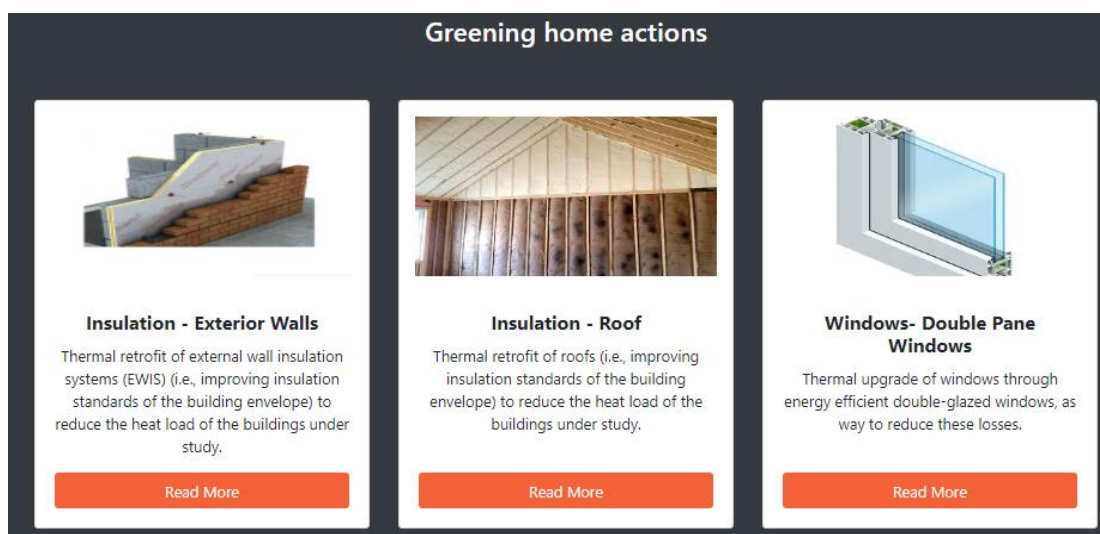 Greening home actions
Insulation - Exterior Walls
Thermal retrofit of external wall insulation
systems (EWIS) (i.e., improving insulation
standards of the building envelope) to
reduce the heat load of the buildings under
study.
Read More
Insulation - Roof
Thermal retrofit of roofs (i.e., improving
insulation standards of the building
envelope) to reduce the heat load of the
buildings under study.
Read More
Windows- Double Pane
Windows
Thermal upgrade of windows through
energy efficient double-glazed windows, as
way to reduce these losses.
Read More